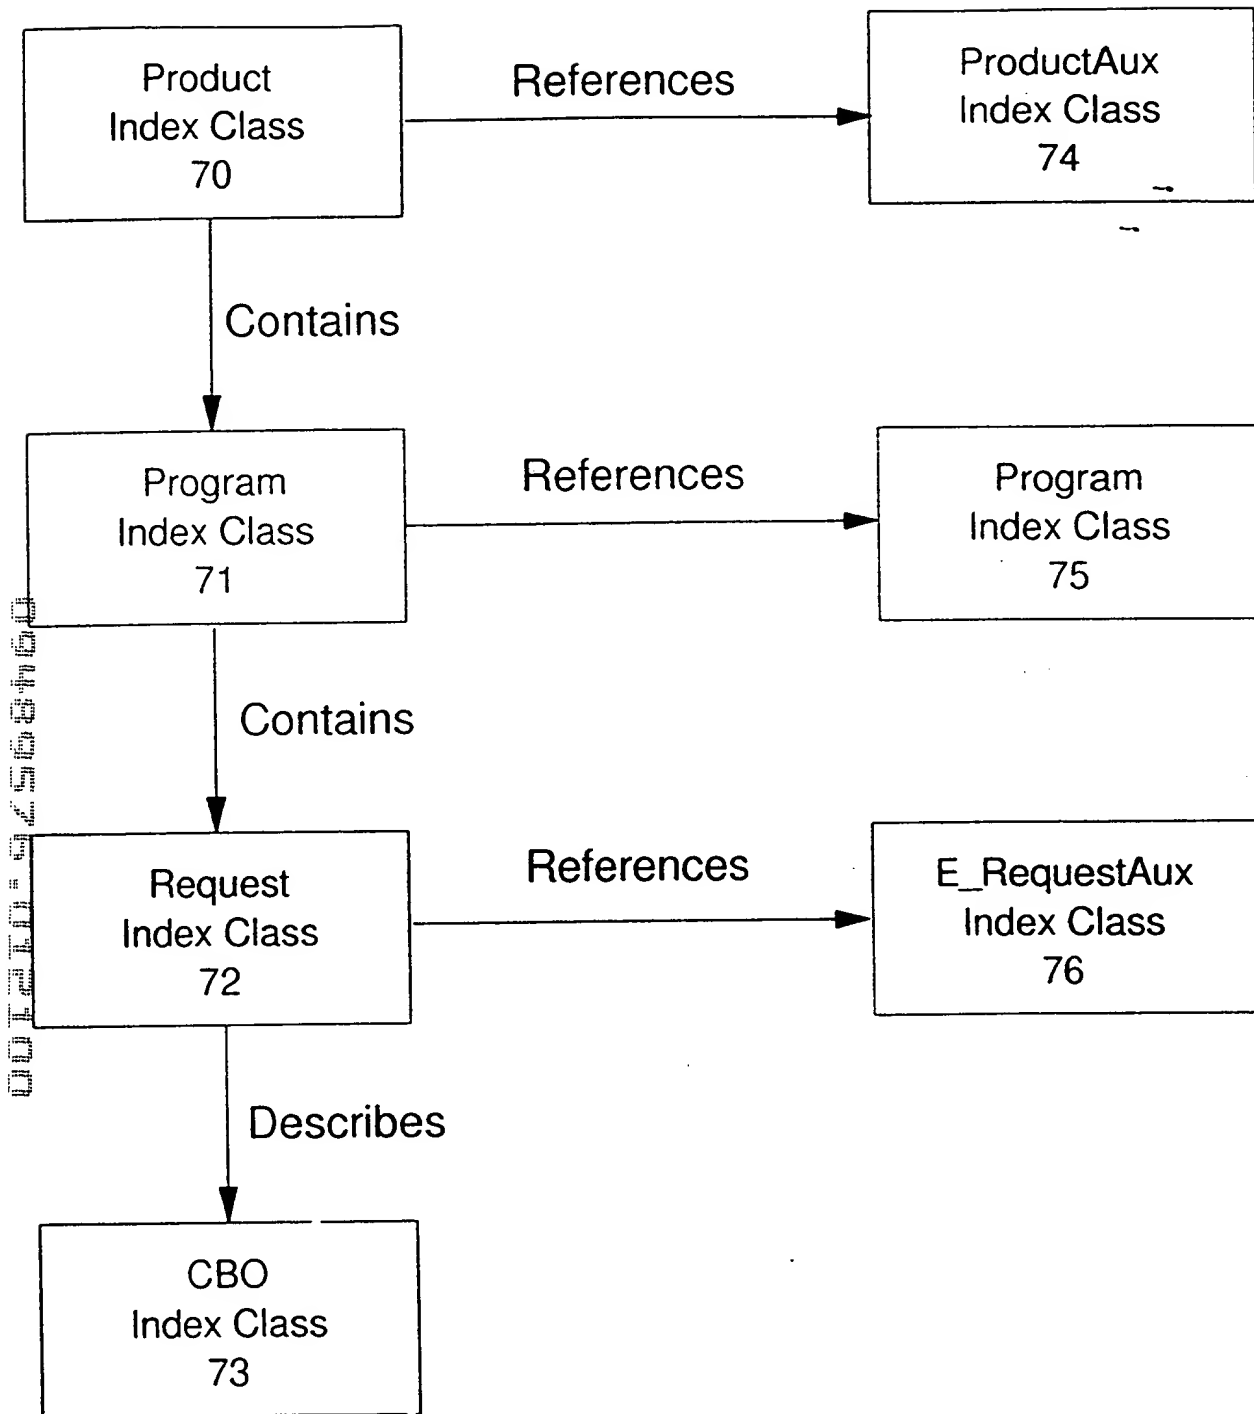 Product
Index Class
70
References
ProductAux
Index Class
74
Contains
Program
Index Class
71
References
Program
Index Class
75
Contains
Request
Index Class
72
References
E_RequestAux
Index Class
76
Describes
CBO
Index Class
73